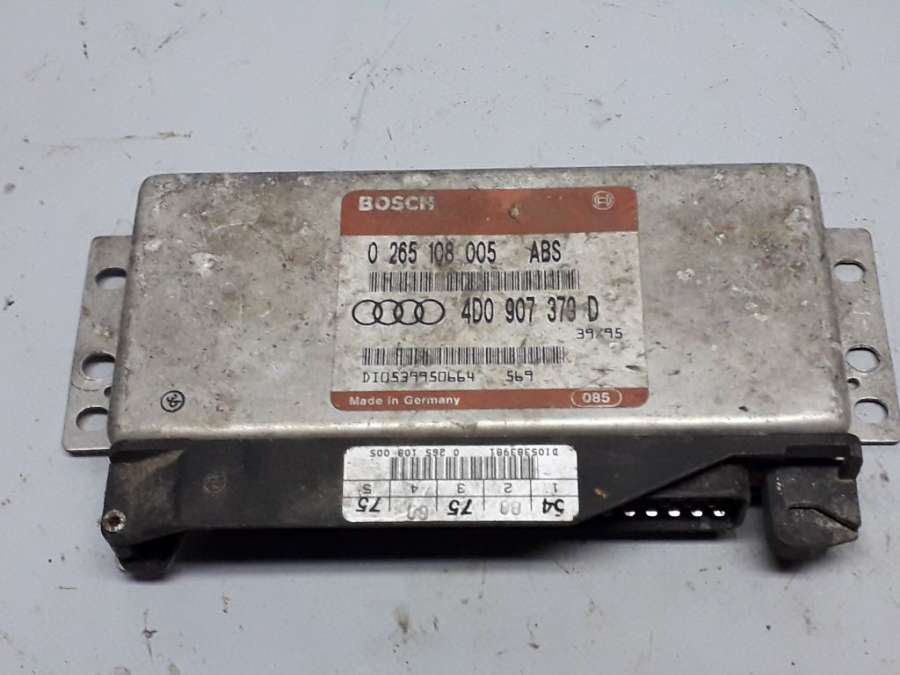 BOSCH
0 265 108 005 ABS
4D0 907 379 D
39/95
DI0539950664 569
Made in Germany 085
DI05383981 0 265 108 005
1 2 3 4 5
54 75 75